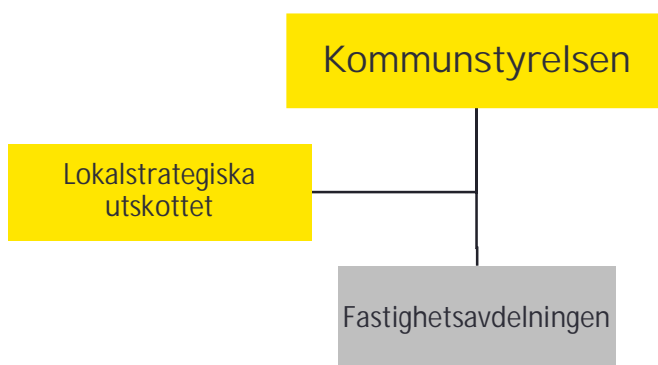 Kommunstyrelsen
Lokalstrategiska
utskottet
Fastighetsavdelningen